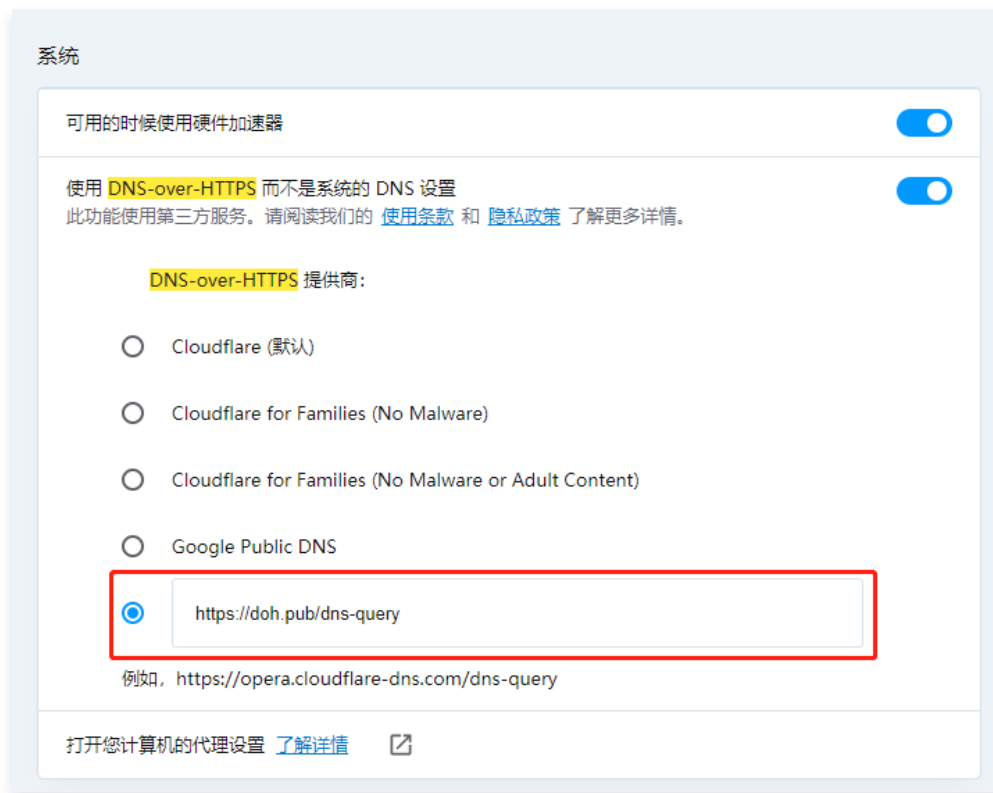 系统
可用的时候使用硬件加速器
使用 DNS-over-HTTPS 而不是系统的 DNS 设置
此功能使用第三方服务。请阅读我们的 使用条款 和 隐私政策 了解更多详情。
DNS-over-HTTPS 提供商：
Cloudflare (默认)
Cloudflare for Families (No Malware)
Cloudflare for Families (No Malware or Adult Content)
Google Public DNS
https://doh.pub/dns-query
例如，https://opera.cloudflare-dns.com/dns-query
打开您计算机的代理设置 了解详情